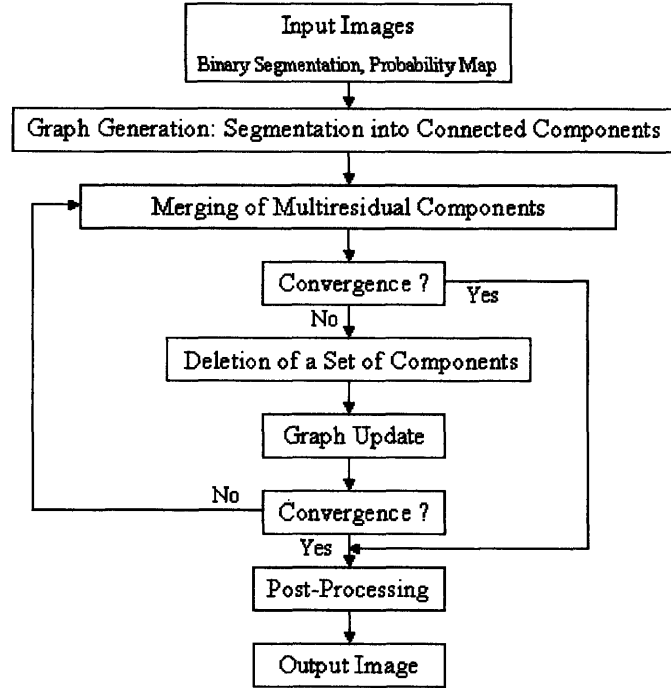 Input Images
Binary Segmentation, Probability Map
Graph Generation: Segmentation into Connected Components
Merging of Multiresidual Components
Convergence ?
Yes
No
Deletion of a Set of Components
Graph Update
No
Convergence ?
Yes
Post-Processing
Output Image